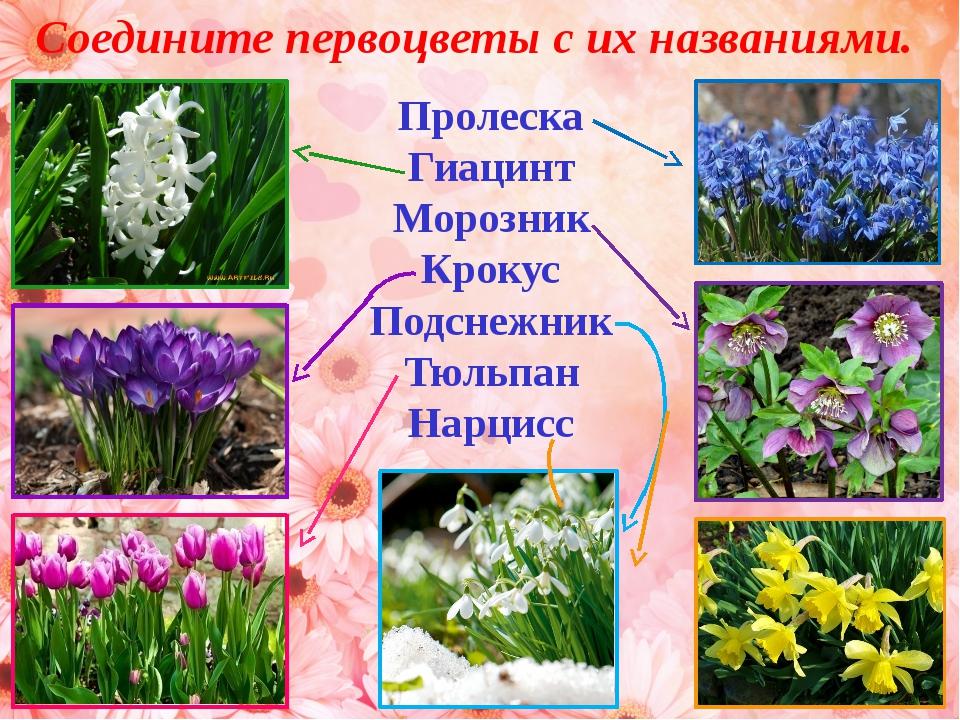 Соедините первоцветы с их названиями.
Пролеска
Гиацинт
Морозник
Крокус
Подснежник
Тюльпан
Нарцисс